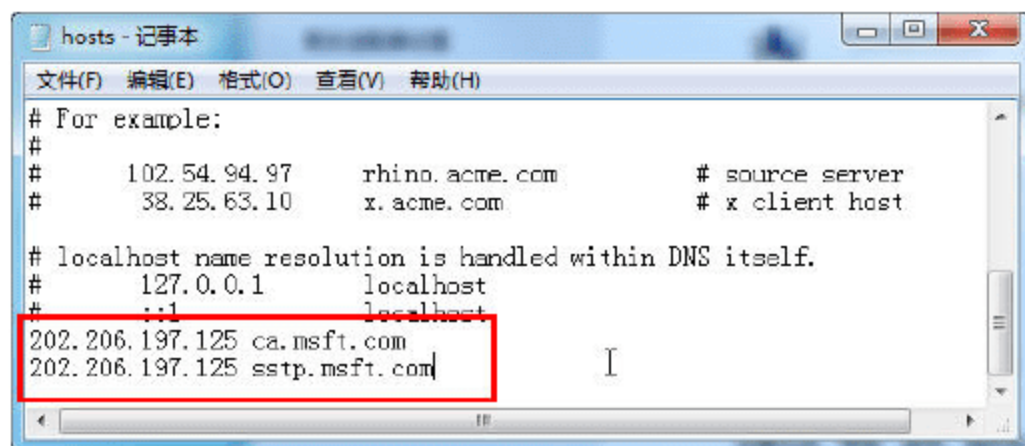 hosts - 记事本
文件(F) 编辑(E) 格式(O) 查看(V) 帮助(H)
# For example:
#
#      102.54.94.97     rhino.acme.com          # source server
#       38.25.63.10     x.acme.com              # x client host
# localhost name resolution is handled within DNS itself.
#       127.0.0.1       localhost
#       ::1             localhost
202.206.197.125 ca.msft.com
202.206.197.125 sstp.msft.com